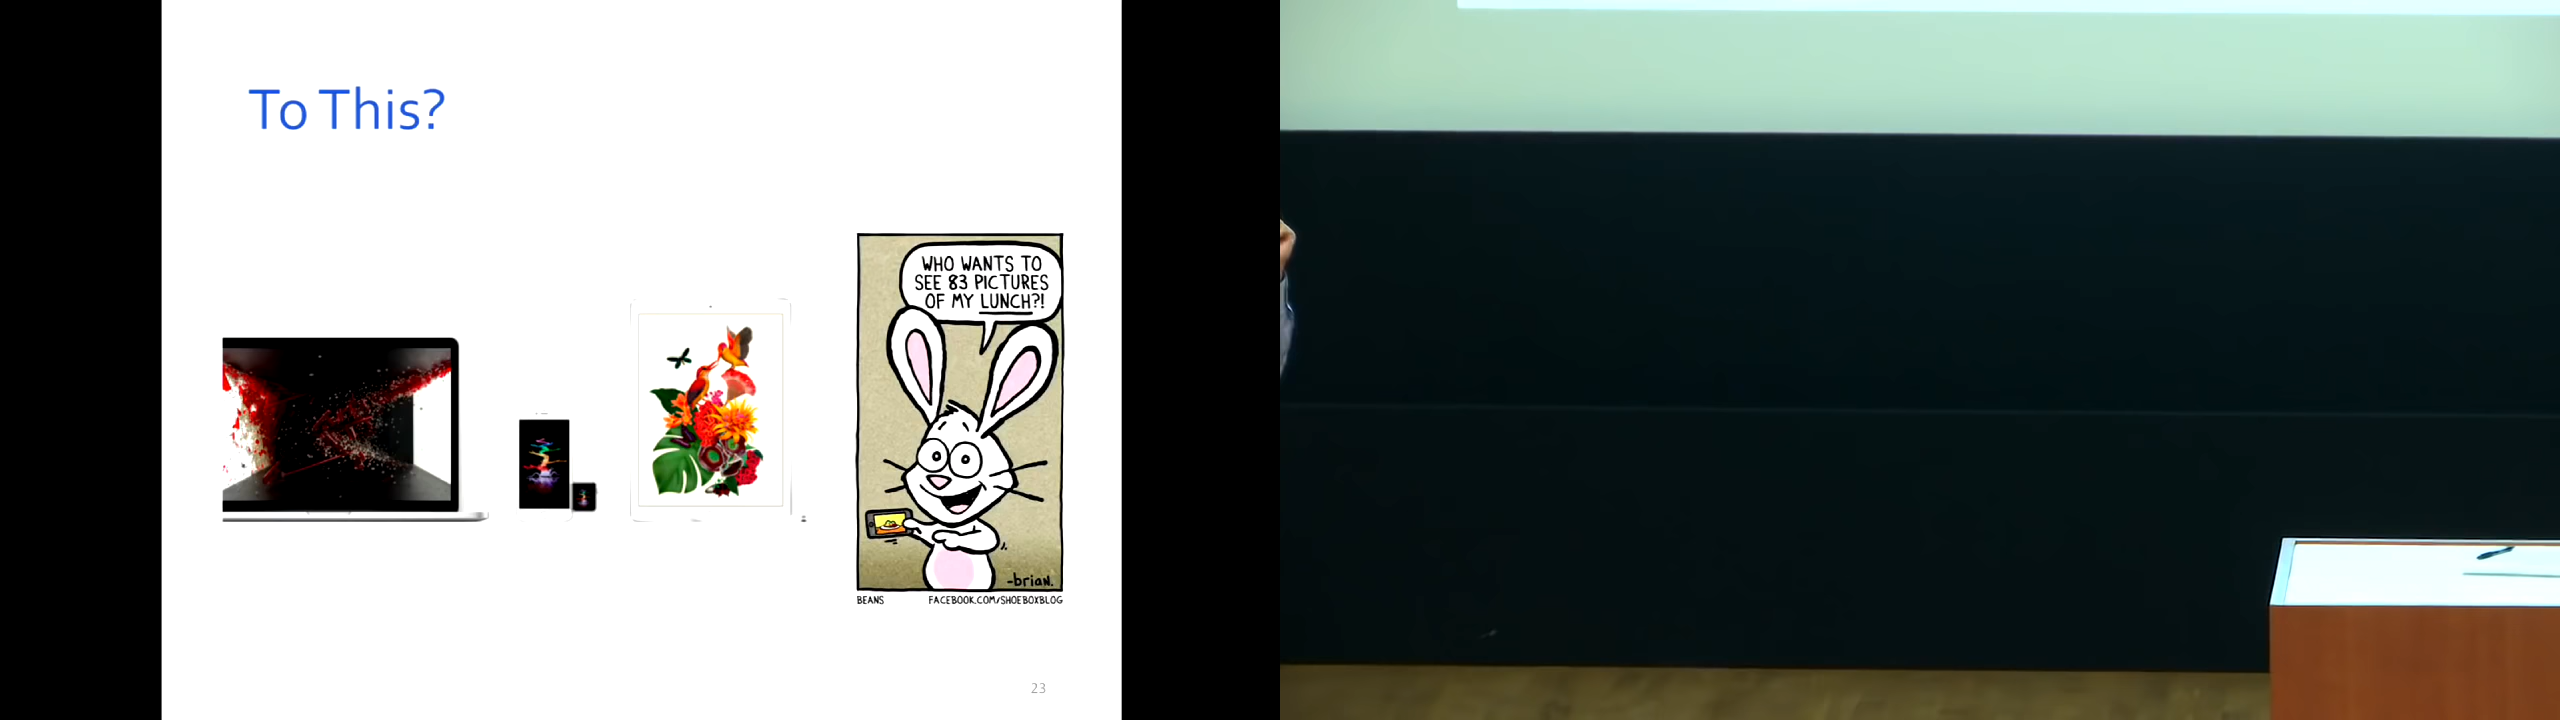 To This?
WHO WANTS TO
SEE 83 PICTURES
OF MY LUNCH?!
-briaN.
BEANS
FACEBOOK.COM/SHOEBOXBLOG
23